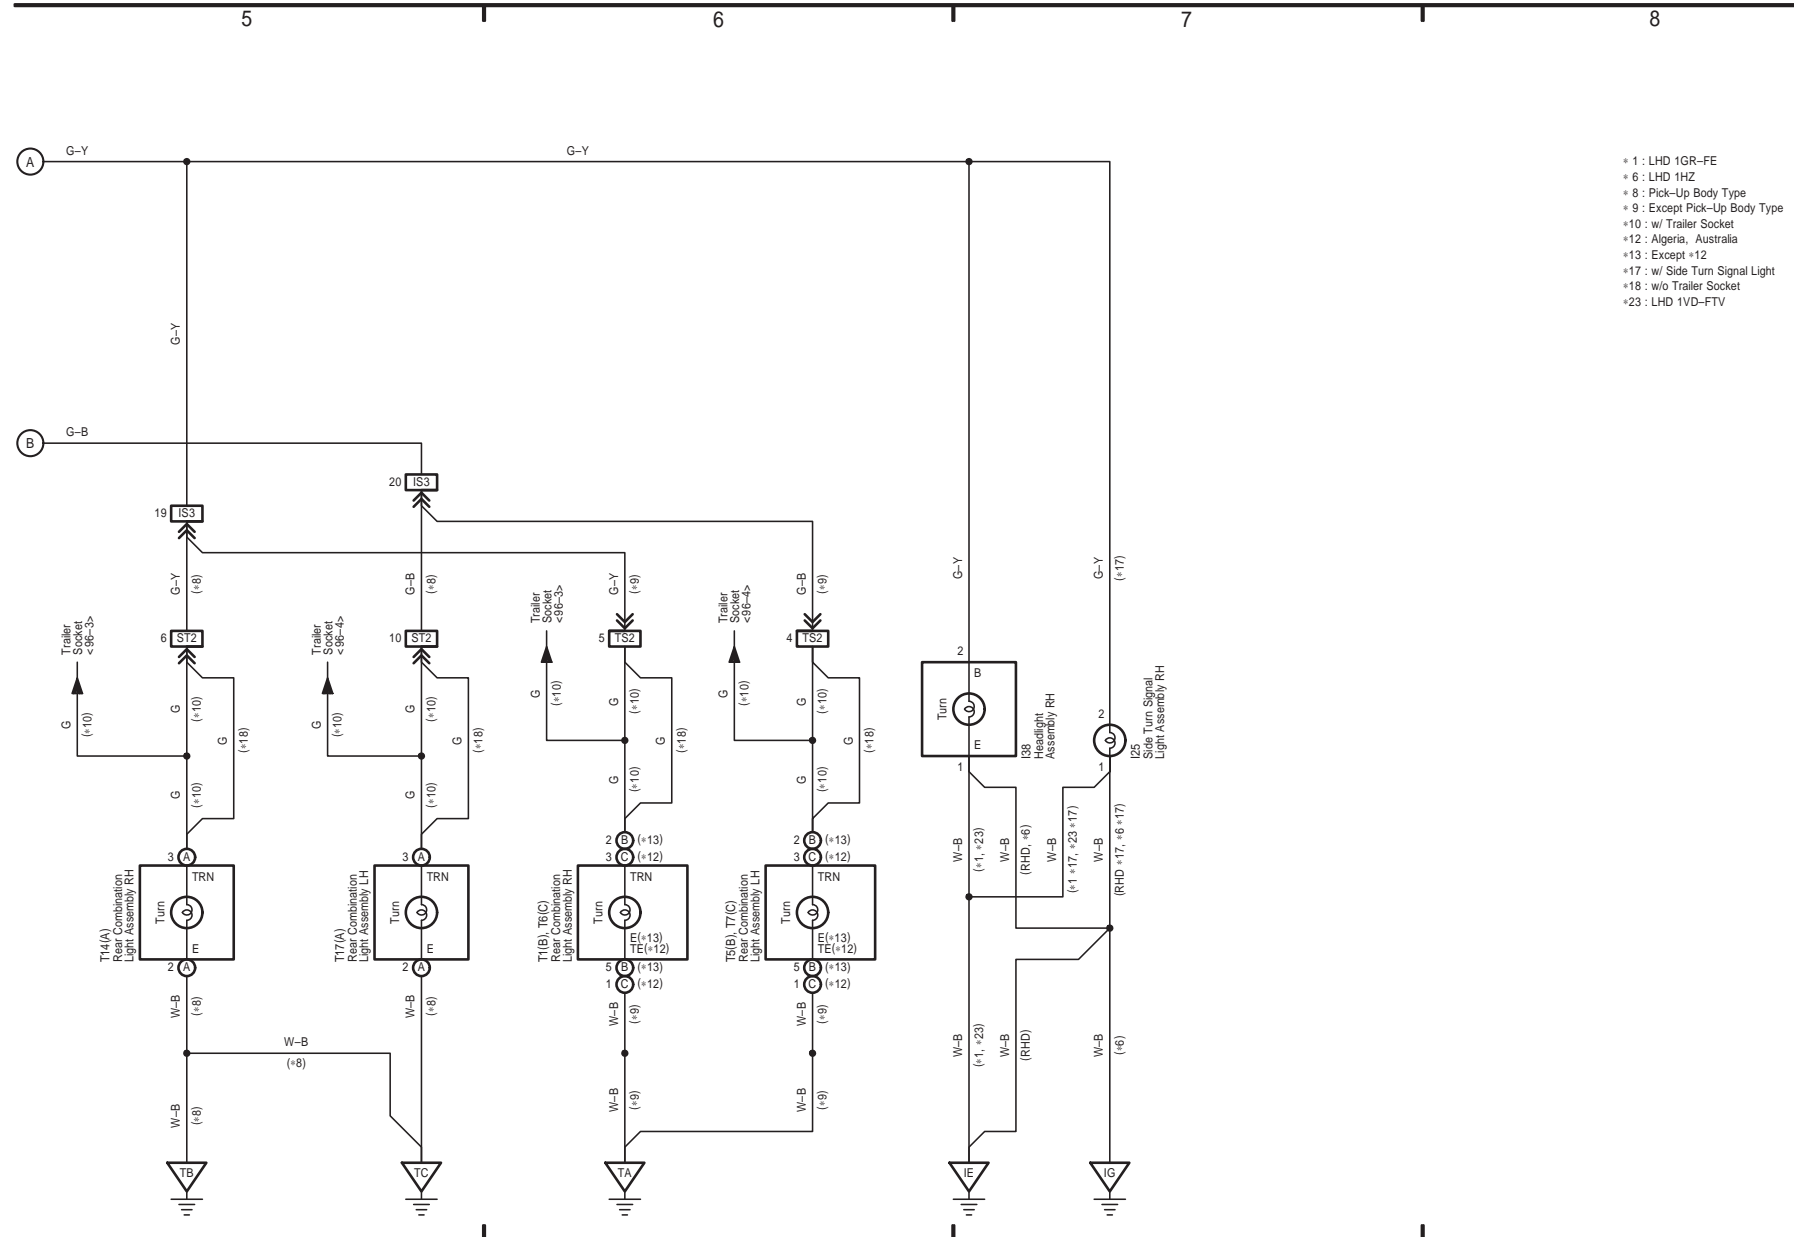 5 6 7 8
A G–Y G–Y
∗ 1 : LHD 1GR–FE
∗ 6 : LHD 1HZ
∗ 8 : Pick–Up Body Type
∗ 9 : Except Pick–Up Body Type
∗10 : w/ Trailer Socket
∗12 : Algeria, Australia
∗13 : Except ∗12
∗17 : w/ Side Turn Signal Light
∗18 : w/o Trailer Socket
∗23 : LHD 1VD–FTV
G–Y
B G–B
20 IS3
19 IS3
G–Y (∗8)
G–B (∗8)
G–Y (∗9)
G–B (∗9)
G–Y
G–Y (∗17)
Trailer
Socket
<96–3>
Trailer
Socket
<96–4>
Trailer
Socket
<96–3>
Trailer
Socket
<96–4>
6 ST2
10 ST2
5 TS2
4 TS2
G (∗10)
G (∗10)
G (∗18)
G (∗10)
G (∗10)
G (∗10)
G (∗18)
G (∗10)
G (∗10)
G (∗10)
G (∗18)
G (∗10)
G (∗10)
G (∗10)
G (∗18)
G (∗10)
2
B
Turn
E
1
I38
Headlight
Assembly RH
2
1
I25
Side Turn Signal
Light Assembly RH
3 A
TRN
Turn
E
2 A
T14(A)
Rear Combination
Light Assembly RH
3 A
TRN
Turn
E
2 A
T17(A)
Rear Combination
Light Assembly LH
2 B (∗13)
3 C (∗12)
TRN
Turn
E(∗13)
TE(∗12)
5 B (∗13)
1 C (∗12)
T1(B), T6(C)
Rear Combination
Light Assembly RH
2 B (∗13)
3 C (∗12)
TRN
Turn
E(∗13)
TE(∗12)
5 B (∗13)
1 C (∗12)
T5(B), T7(C)
Rear Combination
Light Assembly LH
W–B (∗1, ∗23)
W–B (RHD, ∗6)
W–B (∗1 ∗17, ∗23 ∗17)
W–B (RHD ∗17, ∗6 ∗17)
W–B (∗8)
W–B (∗8)
W–B (∗9)
W–B (∗9)
W–B
(∗8)
W–B (∗1, ∗23)
W–B (RHD)
W–B (∗6)
W–B (∗8)
W–B (∗9)
W–B (∗9)
TB TC TA IE IG